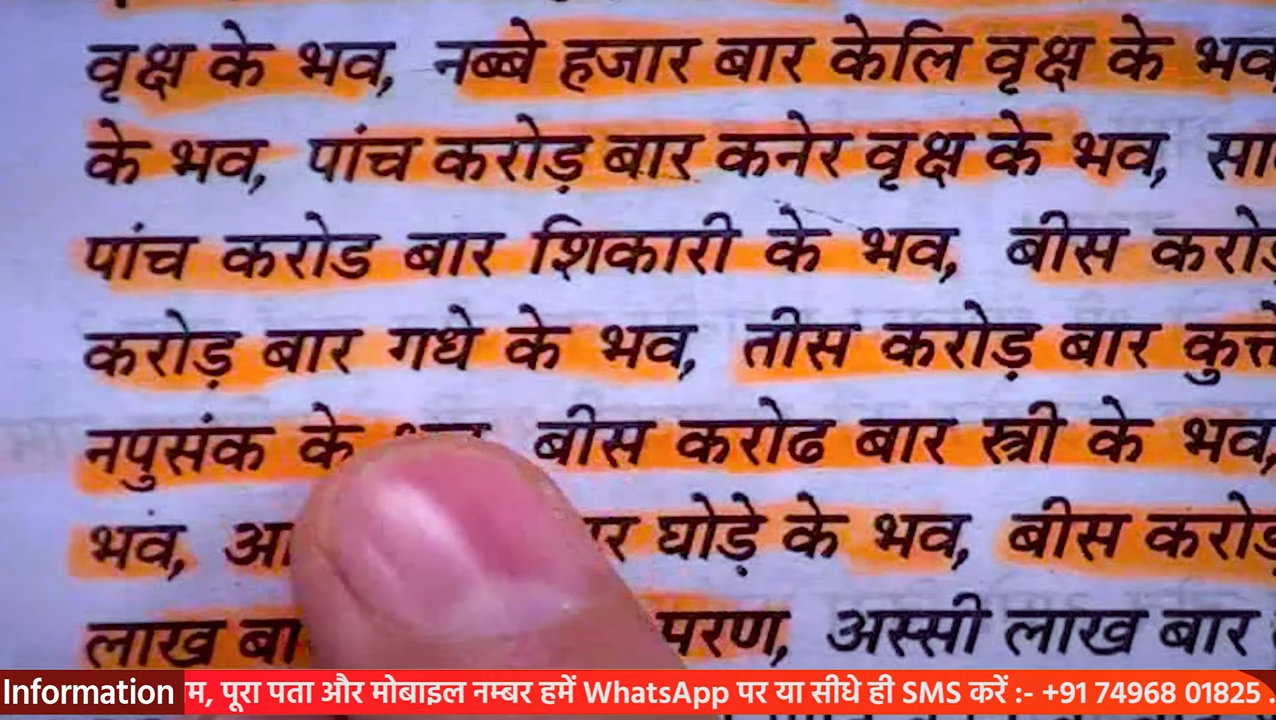 वृक्ष के भव, नब्बे हजार बार केलि वृक्ष के भव
के भव, पांच करोड़ बार कनेर वृक्ष के भव,
पांच करोड बार शिकारी के भव, बीस करोड़
करोड़ बार गधे के भव, तीस करोड़ बार कुत्ते
नपुसंक के बीस करोढ बार स्त्री के भव,
भव, घोड़े के भव, बीस करोड़
लाख अस्सी लाख बार
Information म, पूरा पता और मोबाइल नम्बर हमें WhatsApp पर या सीधे ही SMS करें :- +91 74968 01825 .